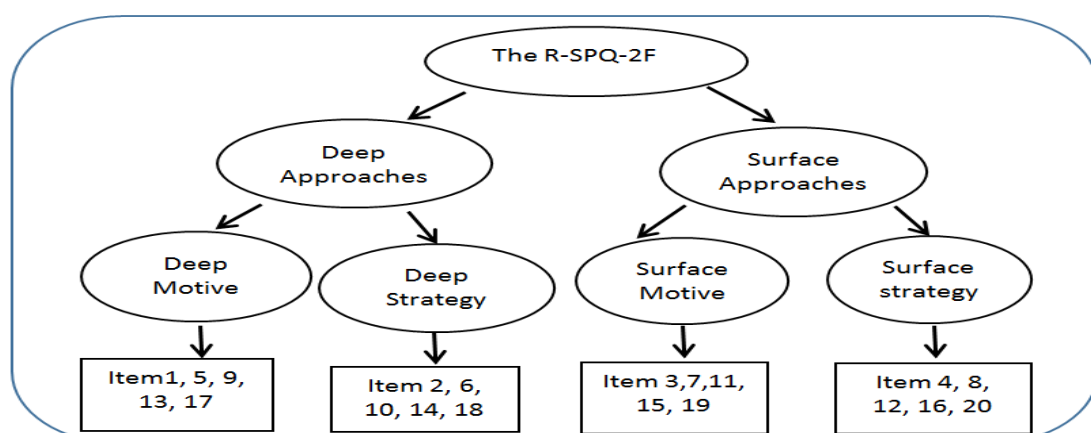 The R-SPQ-2F
Deep
Approaches
Surface
Approaches
Deep
Motive
Deep
Strategy
Surface
Motive
Surface
strategy
Item1, 5, 9,
13, 17
Item 2, 6,
10, 14, 18
Item 3,7,11,
15, 19
Item 4, 8,
12, 16, 20